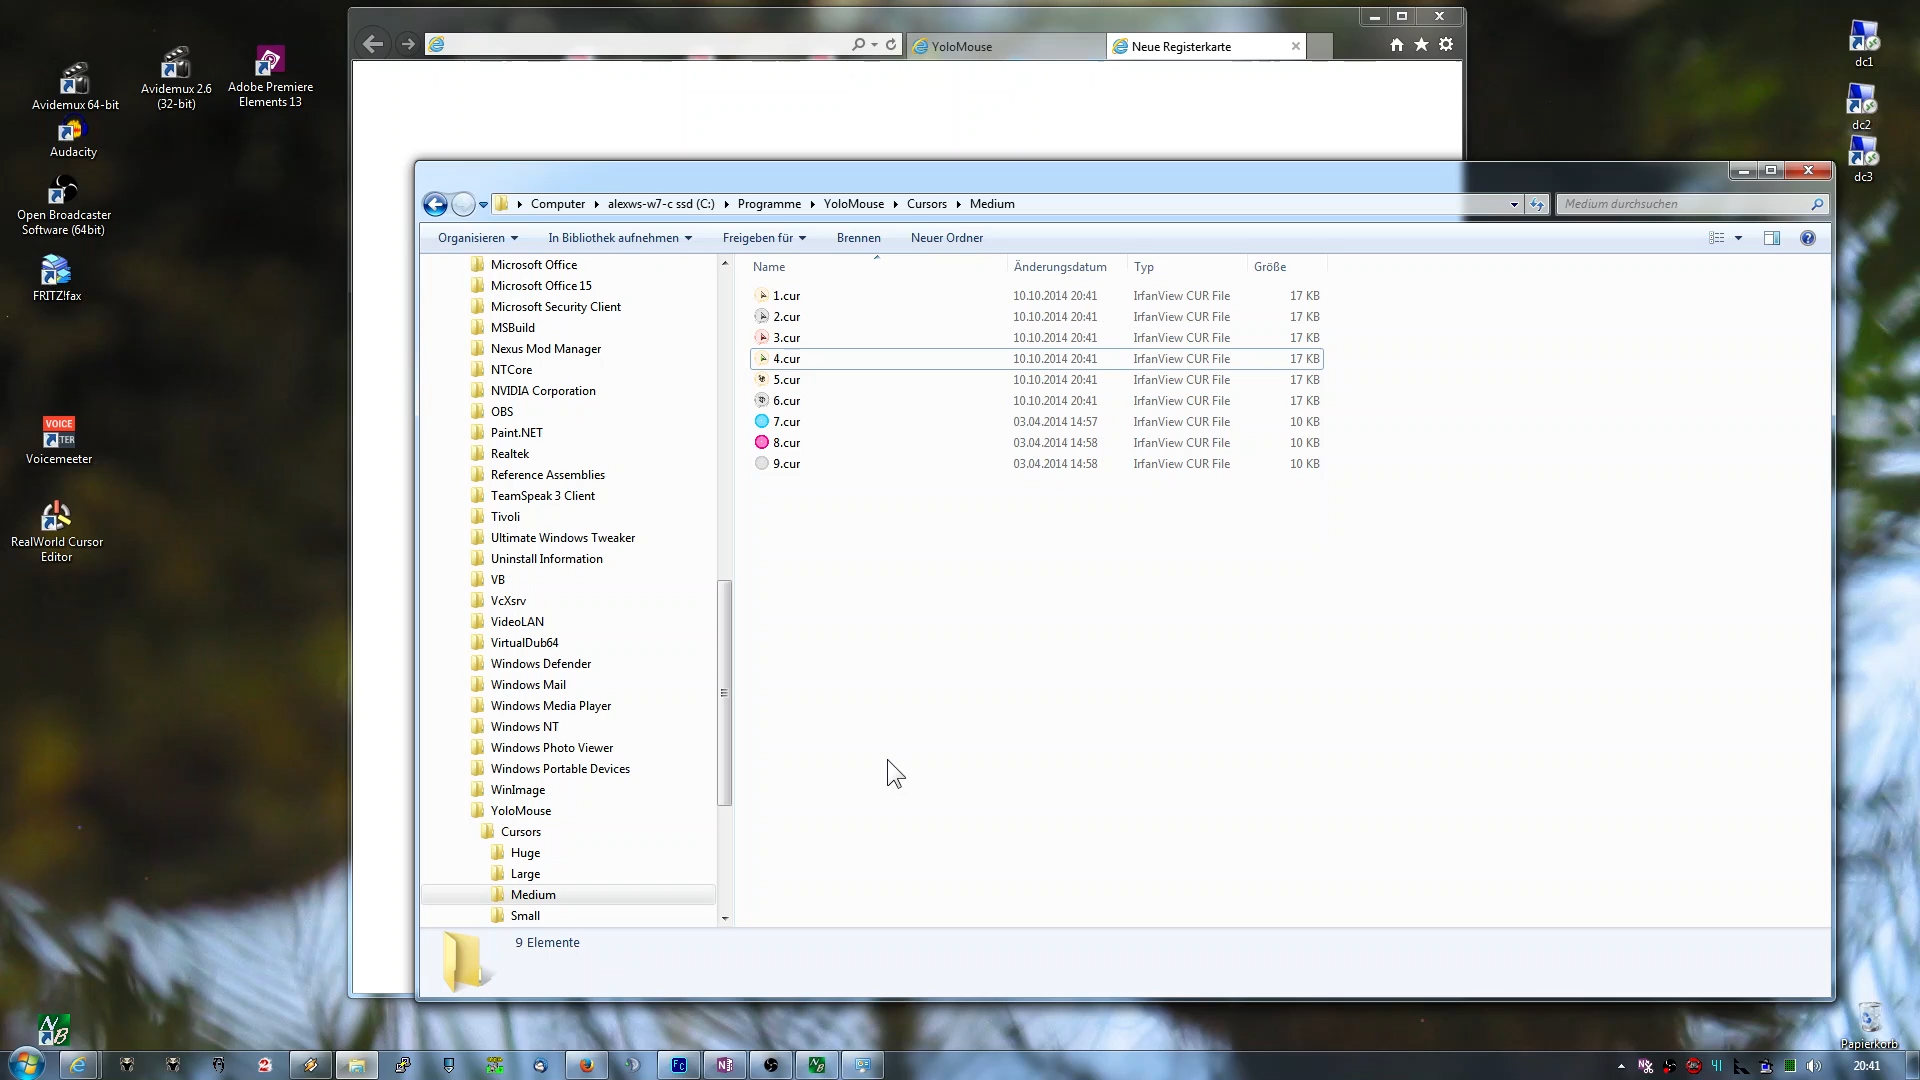 Avidemux 64-bit
Avidemux 2.6
(32-bit)
Adobe Premiere
Elements 13
Audacity
Open Broadcaster
Software (64bit)
FRITZ!fax
VOICE
Voicemeeter
RealWorld Cursor
Editor
YoloMouse
Neue Registerkarte
dc1
dc2
dc3
Computer
alexws-w7-c ssd (C:)
Programme
YoloMouse
Cursors
Medium
Medium durchsuchen
Organisieren
In Bibliothek aufnehmen
Freigeben für
Brennen
Neuer Ordner
Microsoft Office
Microsoft Office 15
Microsoft Security Client
MSBuild
Nexus Mod Manager
NTCore
NVIDIA Corporation
OBS
Paint.NET
Realtek
Reference Assemblies
TeamSpeak 3 Client
Tivoli
Ultimate Windows Tweaker
Uninstall Information
VB
VcXsrv
VideoLAN
VirtualDub64
Windows Defender
Windows Mail
Windows Media Player
Windows NT
Windows Photo Viewer
Windows Portable Devices
WinImage
YoloMouse
Cursors
Huge
Large
Medium
Small
Name Änderungsdatum Typ Größe
1.cur 10.10.2014 20:41 IrfanView CUR File 17 KB
2.cur 10.10.2014 20:41 IrfanView CUR File 17 KB
3.cur 10.10.2014 20:41 IrfanView CUR File 17 KB
4.cur 10.10.2014 20:41 IrfanView CUR File 17 KB
5.cur 10.10.2014 20:41 IrfanView CUR File 17 KB
6.cur 10.10.2014 20:41 IrfanView CUR File 17 KB
7.cur 03.04.2014 14:57 IrfanView CUR File 10 KB
8.cur 03.04.2014 14:58 IrfanView CUR File 10 KB
9.cur 03.04.2014 14:58 IrfanView CUR File 10 KB
9 Elemente
Papierkorb
20:41